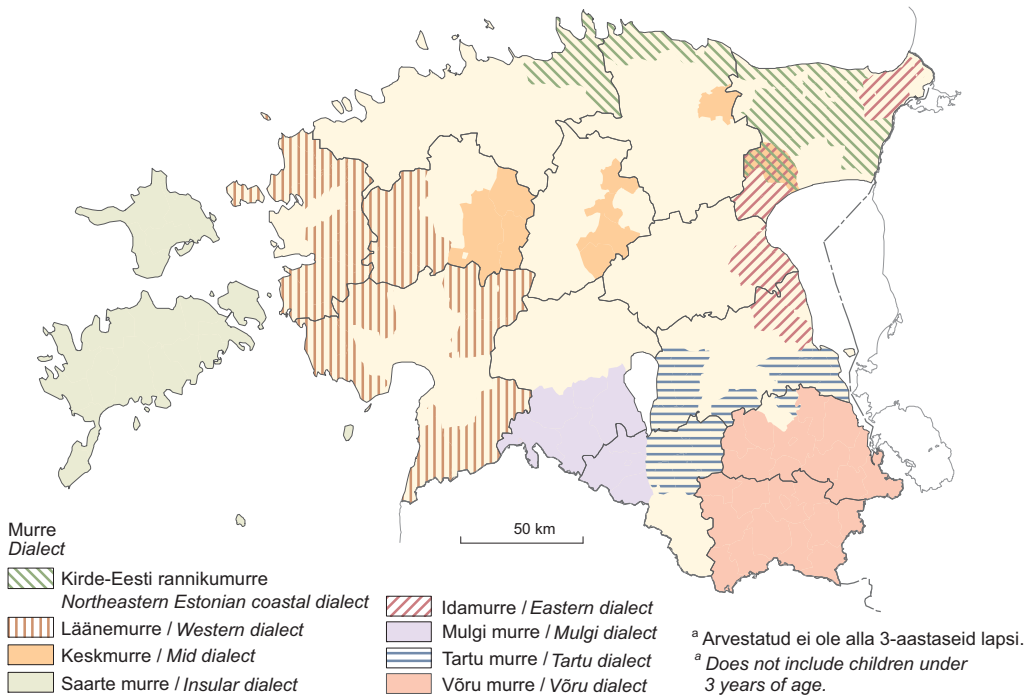 50 km
Murre
Dialect
Kirde-Eesti rannikumurre
Northeastern Estonian coastal dialect
Läänemurre / Western dialect
Keskmurre / Mid dialect
Saarte murre / Insular dialect
Idamurre / Eastern dialect
Mulgi murre / Mulgi dialect
Tartu murre / Tartu dialect
Võru murre / Võru dialect
a Arvestatud ei ole alla 3-aastaseid lapsi.
a Does not include children under
3 years of age.